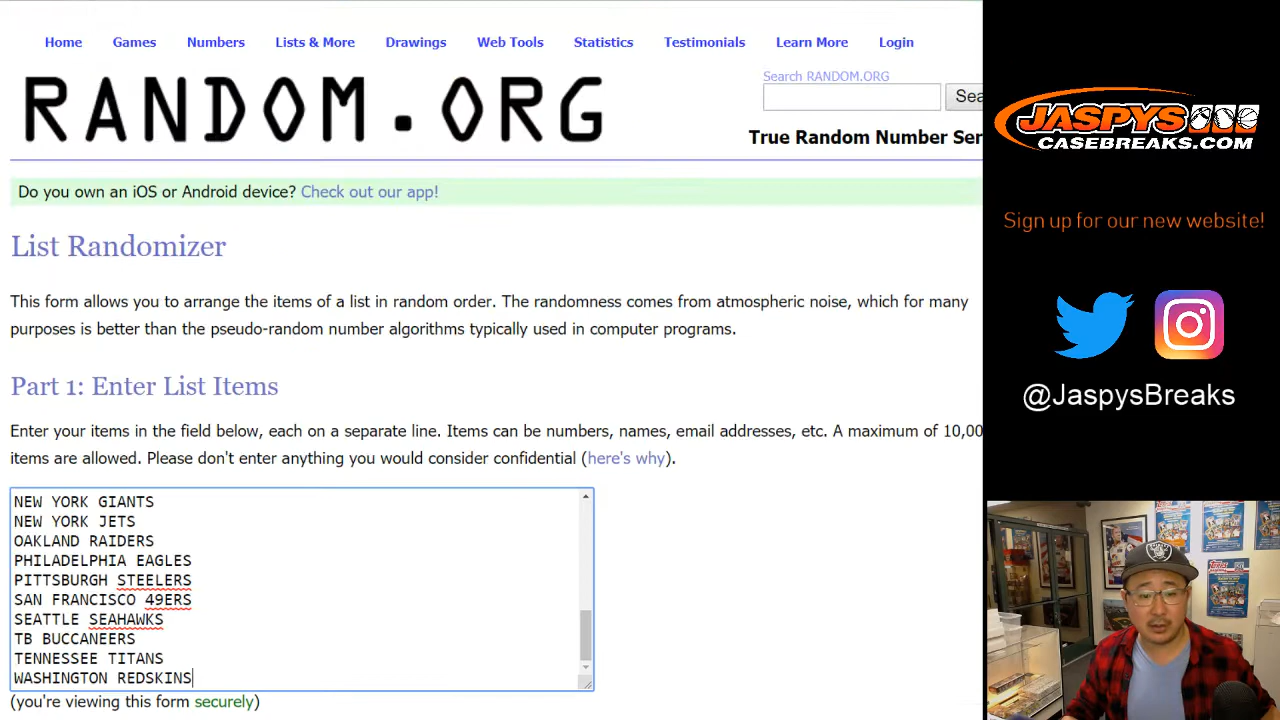 Home Games Numbers Lists & More Drawings Web Tools Statistics Testimonials Learn More Login
RANDOM.ORG
Search RANDOM.ORG
Sea
True Random Number Ser
Do you own an iOS or Android device? Check out our app!
List Randomizer
This form allows you to arrange the items of a list in random order. The randomness comes from atmospheric noise, which for many
purposes is better than the pseudo-random number algorithms typically used in computer programs.
Part 1: Enter List Items
Enter your items in the field below, each on a separate line. Items can be numbers, names, email addresses, etc. A maximum of 10,00
items are allowed. Please don't enter anything you would consider confidential (here's why).
NEW YORK GIANTS
NEW YORK JETS
OAKLAND RAIDERS
PHILADELPHIA EAGLES
PITTSBURGH STEELERS
SAN FRANCISCO 49ERS
SEATTLE SEAHAWKS
TB BUCCANEERS
TENNESSEE TITANS
WASHINGTON REDSKINS
(you're viewing this form securely)
JASPYS
CASEBREAKS.COM
Sign up for our new website!
@JaspysBreaks